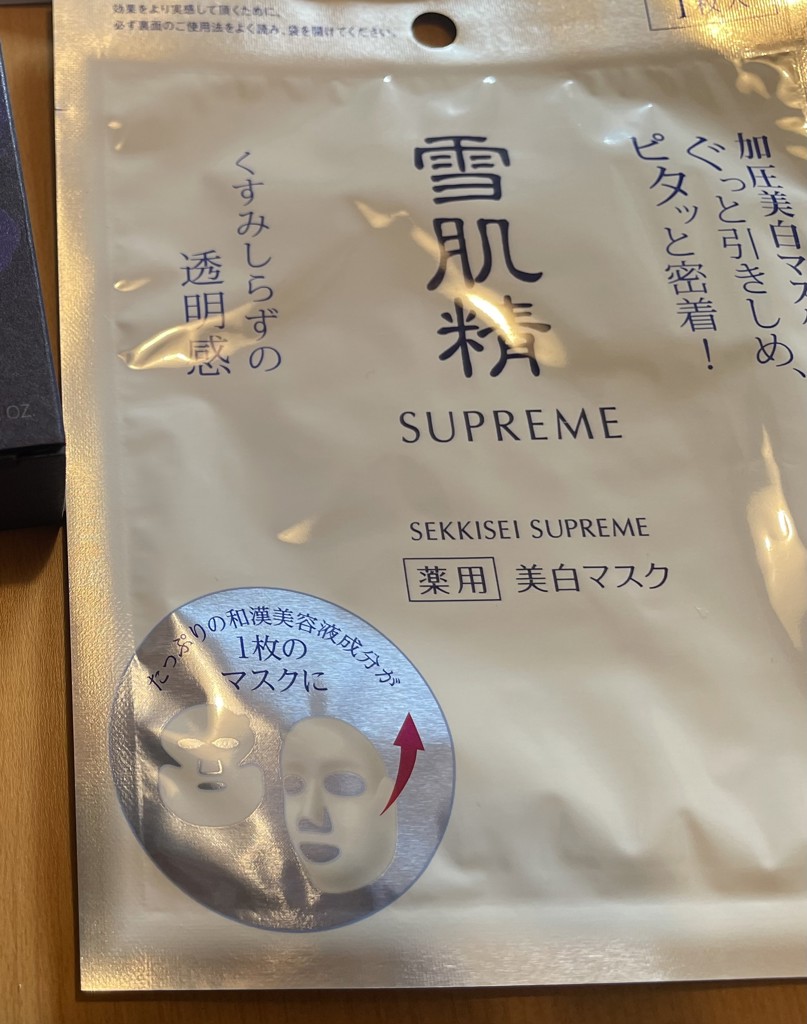 効果をより実感して頂くために、
必ず裏面のご使用法をよく読み、袋を開けてください。
1枚入
加圧美白マスク
ぐっと引きしめ、
ピタッと密着！
雪肌精
SUPREME
くすみしらずの
透明感
SEKKISEI SUPREME
薬用 美白マスク
たっぷりの和漢美容液成分が
1枚の
マスクに
OZ.